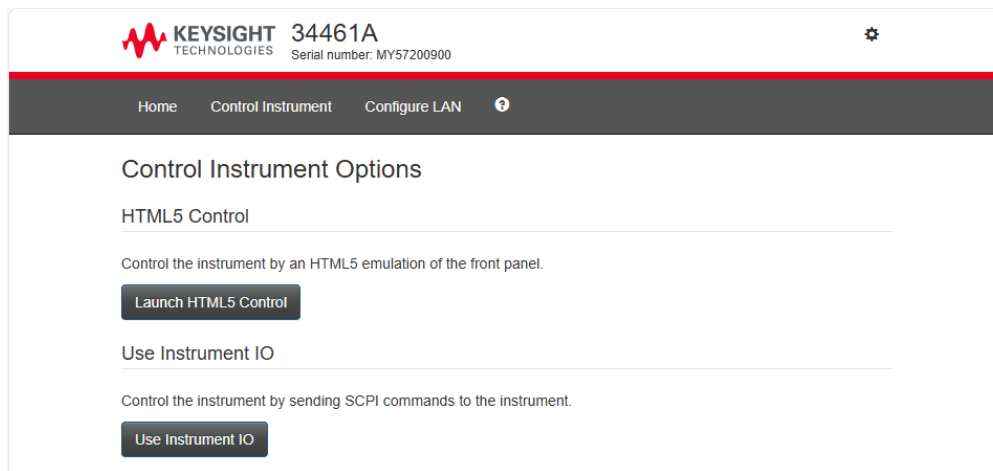 KEYSIGHT
TECHNOLOGIES
34461A
Serial number: MY57200900
Home Control Instrument Configure LAN ?
Control Instrument Options
HTML5 Control
Control the instrument by an HTML5 emulation of the front panel.
Launch HTML5 Control
Use Instrument IO
Control the instrument by sending SCPI commands to the instrument.
Use Instrument IO